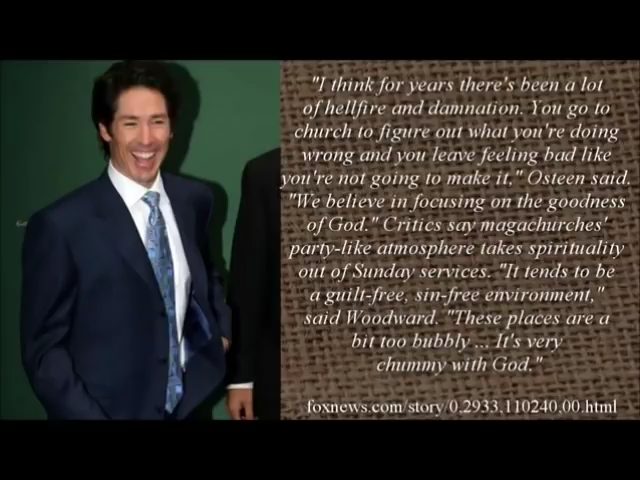 "I think for years there's been a lot
of hellfire and damnation. You go to
church to figure out what you're doing
wrong and you leave feeling bad like
you're not going to make it," Osteen said.
"We believe in focusing on the goodness
of God." Critics say magachurches'
party-like atmosphere takes spirituality
out of Sunday services. "It tends to be
a guilt-free, sin-free environment,"
said Woodward. "These places are a
bit too bubbly ... It's very
chummy with God."
foxnews.com/story/0,2933,110240,00.html